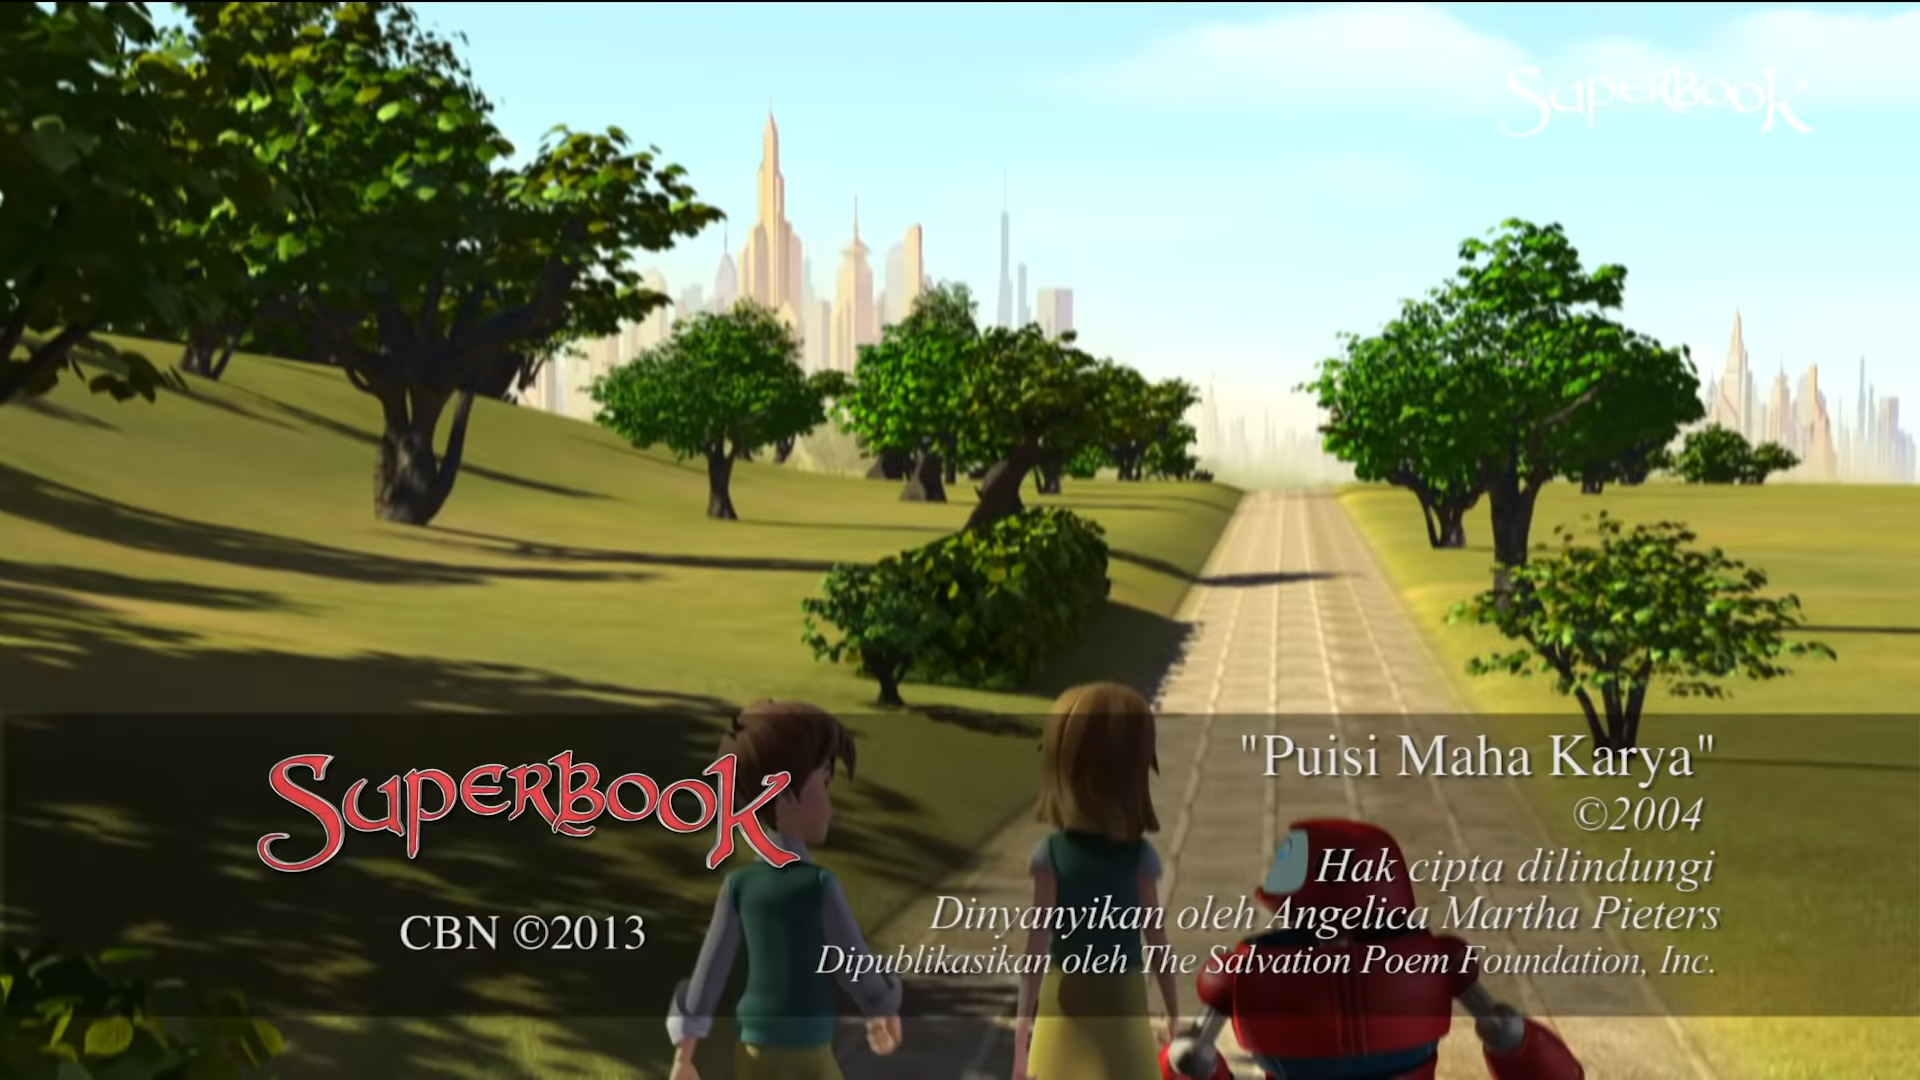 SUPERBOOK
SUPERBOOK
CBN ©2013
"Puisi Maha Karya"
©2004
Hak cipta dilindungi
Dinyanyikan oleh Angelica Martha Pieters
Dipublikasikan oleh The Salvation Poem Foundation, Inc.